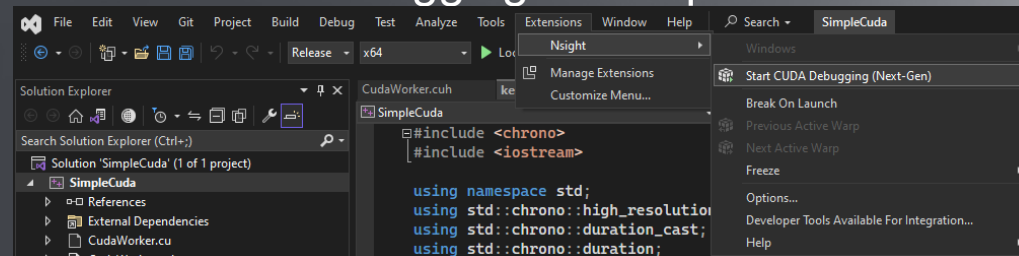 gging
File Edit View Git Project Build Debug Test Analyze Tools Extensions Window Help Search SimpleCuda
Release x64 Loc
Nsight
Manage Extensions
Customize Menu...
Windows
Start CUDA Debugging (Next-Gen)
Break On Launch
Previous Active Warp
Next Active Warp
Freeze
Options...
Developer Tools Available For Integration...
Help
Solution Explorer
Search Solution Explorer (Ctrl+;)
Solution 'SimpleCuda' (1 of 1 project)
SimpleCuda
References
External Dependencies
CudaWorker.cu
CudaWorker.cuh ke
SimpleCuda
#include <chrono>
#include <iostream>
using namespace std;
using std::chrono::high_resolution
using std::chrono::duration_cast;
using std::chrono::duration;